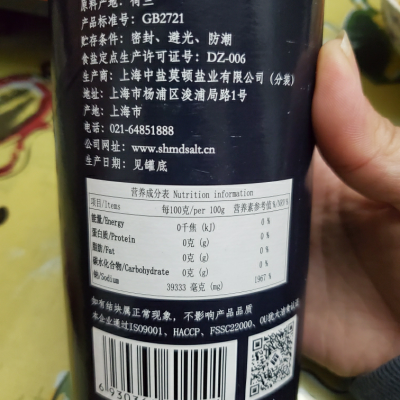 原料产地：荷兰
产品标准号：GB2721
贮存条件：密封、避光、防潮
食盐定点生产许可证号：DZ-006
生产商：上海中盐莫顿盐业有限公司（分装）
地址：上海市杨浦区浚浦局路1号
产地：上海市
电话：021-64851888
公司网址：www.shmdsalt.cn
生产日期：见罐底
营养成分表 Nutrition information
项目/Items 每100克/per 100g 营养素参考值%/NRV%
能量/Energy 0千焦 (kJ) 0 %
蛋白质/Protein 0克 (g) 0 %
脂肪/Fat 0克 (g) 0 %
碳水化合物/Carbohydrate 0克 (g) 0 %
钠/Sodium 39333 毫克 (mg) 1967 %
如有结块属正常现象，不影响产品品质
本企业通过ISO9001、HACCP、FSSC22000、OU犹太洁食认证